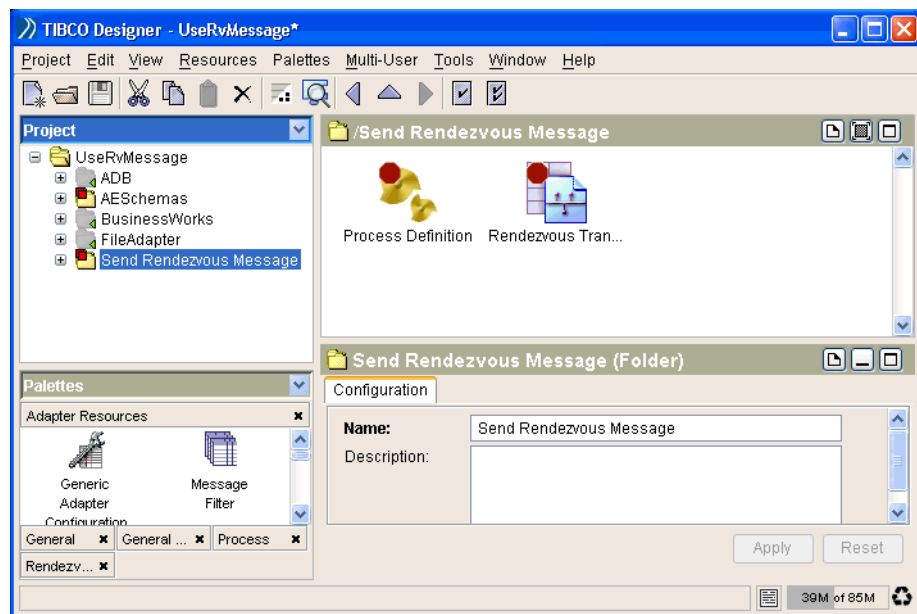 TIBCO Designer - UseRvMessage*
Project Edit View Resources Palettes Multi-User Tools Window Help
Project
UseRvMessage
ADB
AESchemas
BusinessWorks
FileAdapter
Send Rendezvous Message
/Send Rendezvous Message
Process Definition Rendezvous Tran...
Palettes
Adapter Resources
Generic
Adapter
Configuration
Message
Filter
General General ... Process
Rendezv...
Send Rendezvous Message (Folder)
Configuration
Name: Send Rendezvous Message
Description:
Apply Reset
39M of 85M